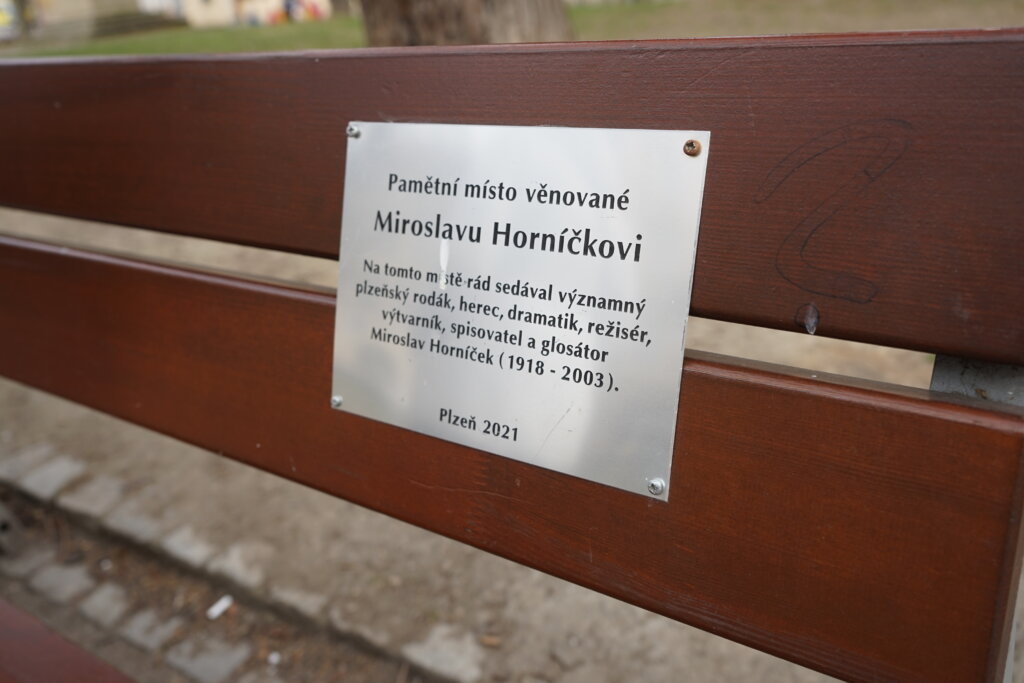 Pamětní místo věnované
Miroslavu Horníčkovi
Na tomto místě rád sedával významný
plzeňský rodák, herec, dramatik, režisér,
výtvarník, spisovatel a glosátor
Miroslav Horníček (1918 - 2003).
Plzeň 2021